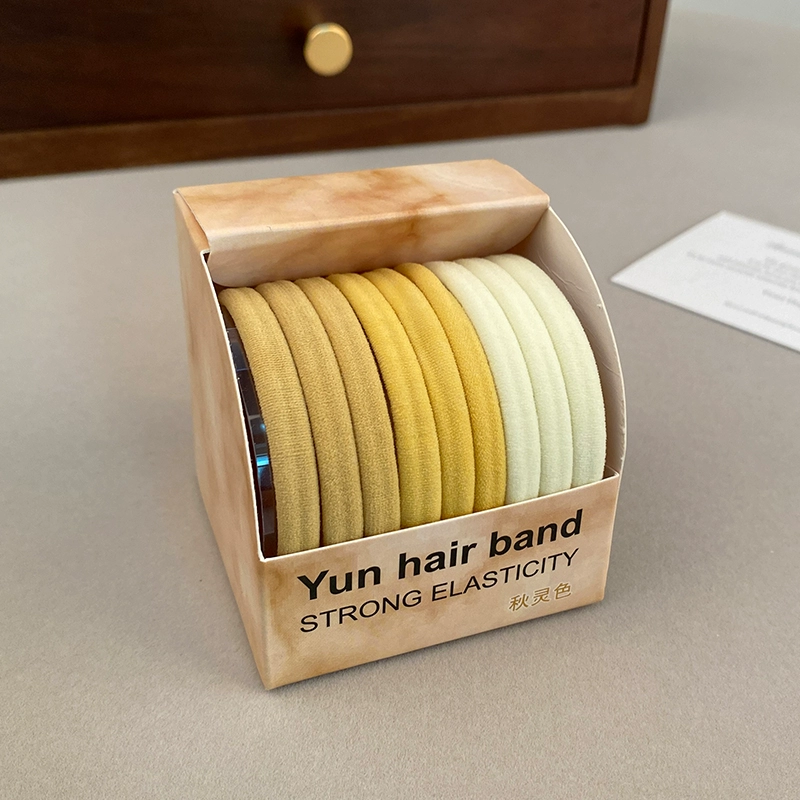 Yun hair band
STRONG ELASTICITY
秋灵色